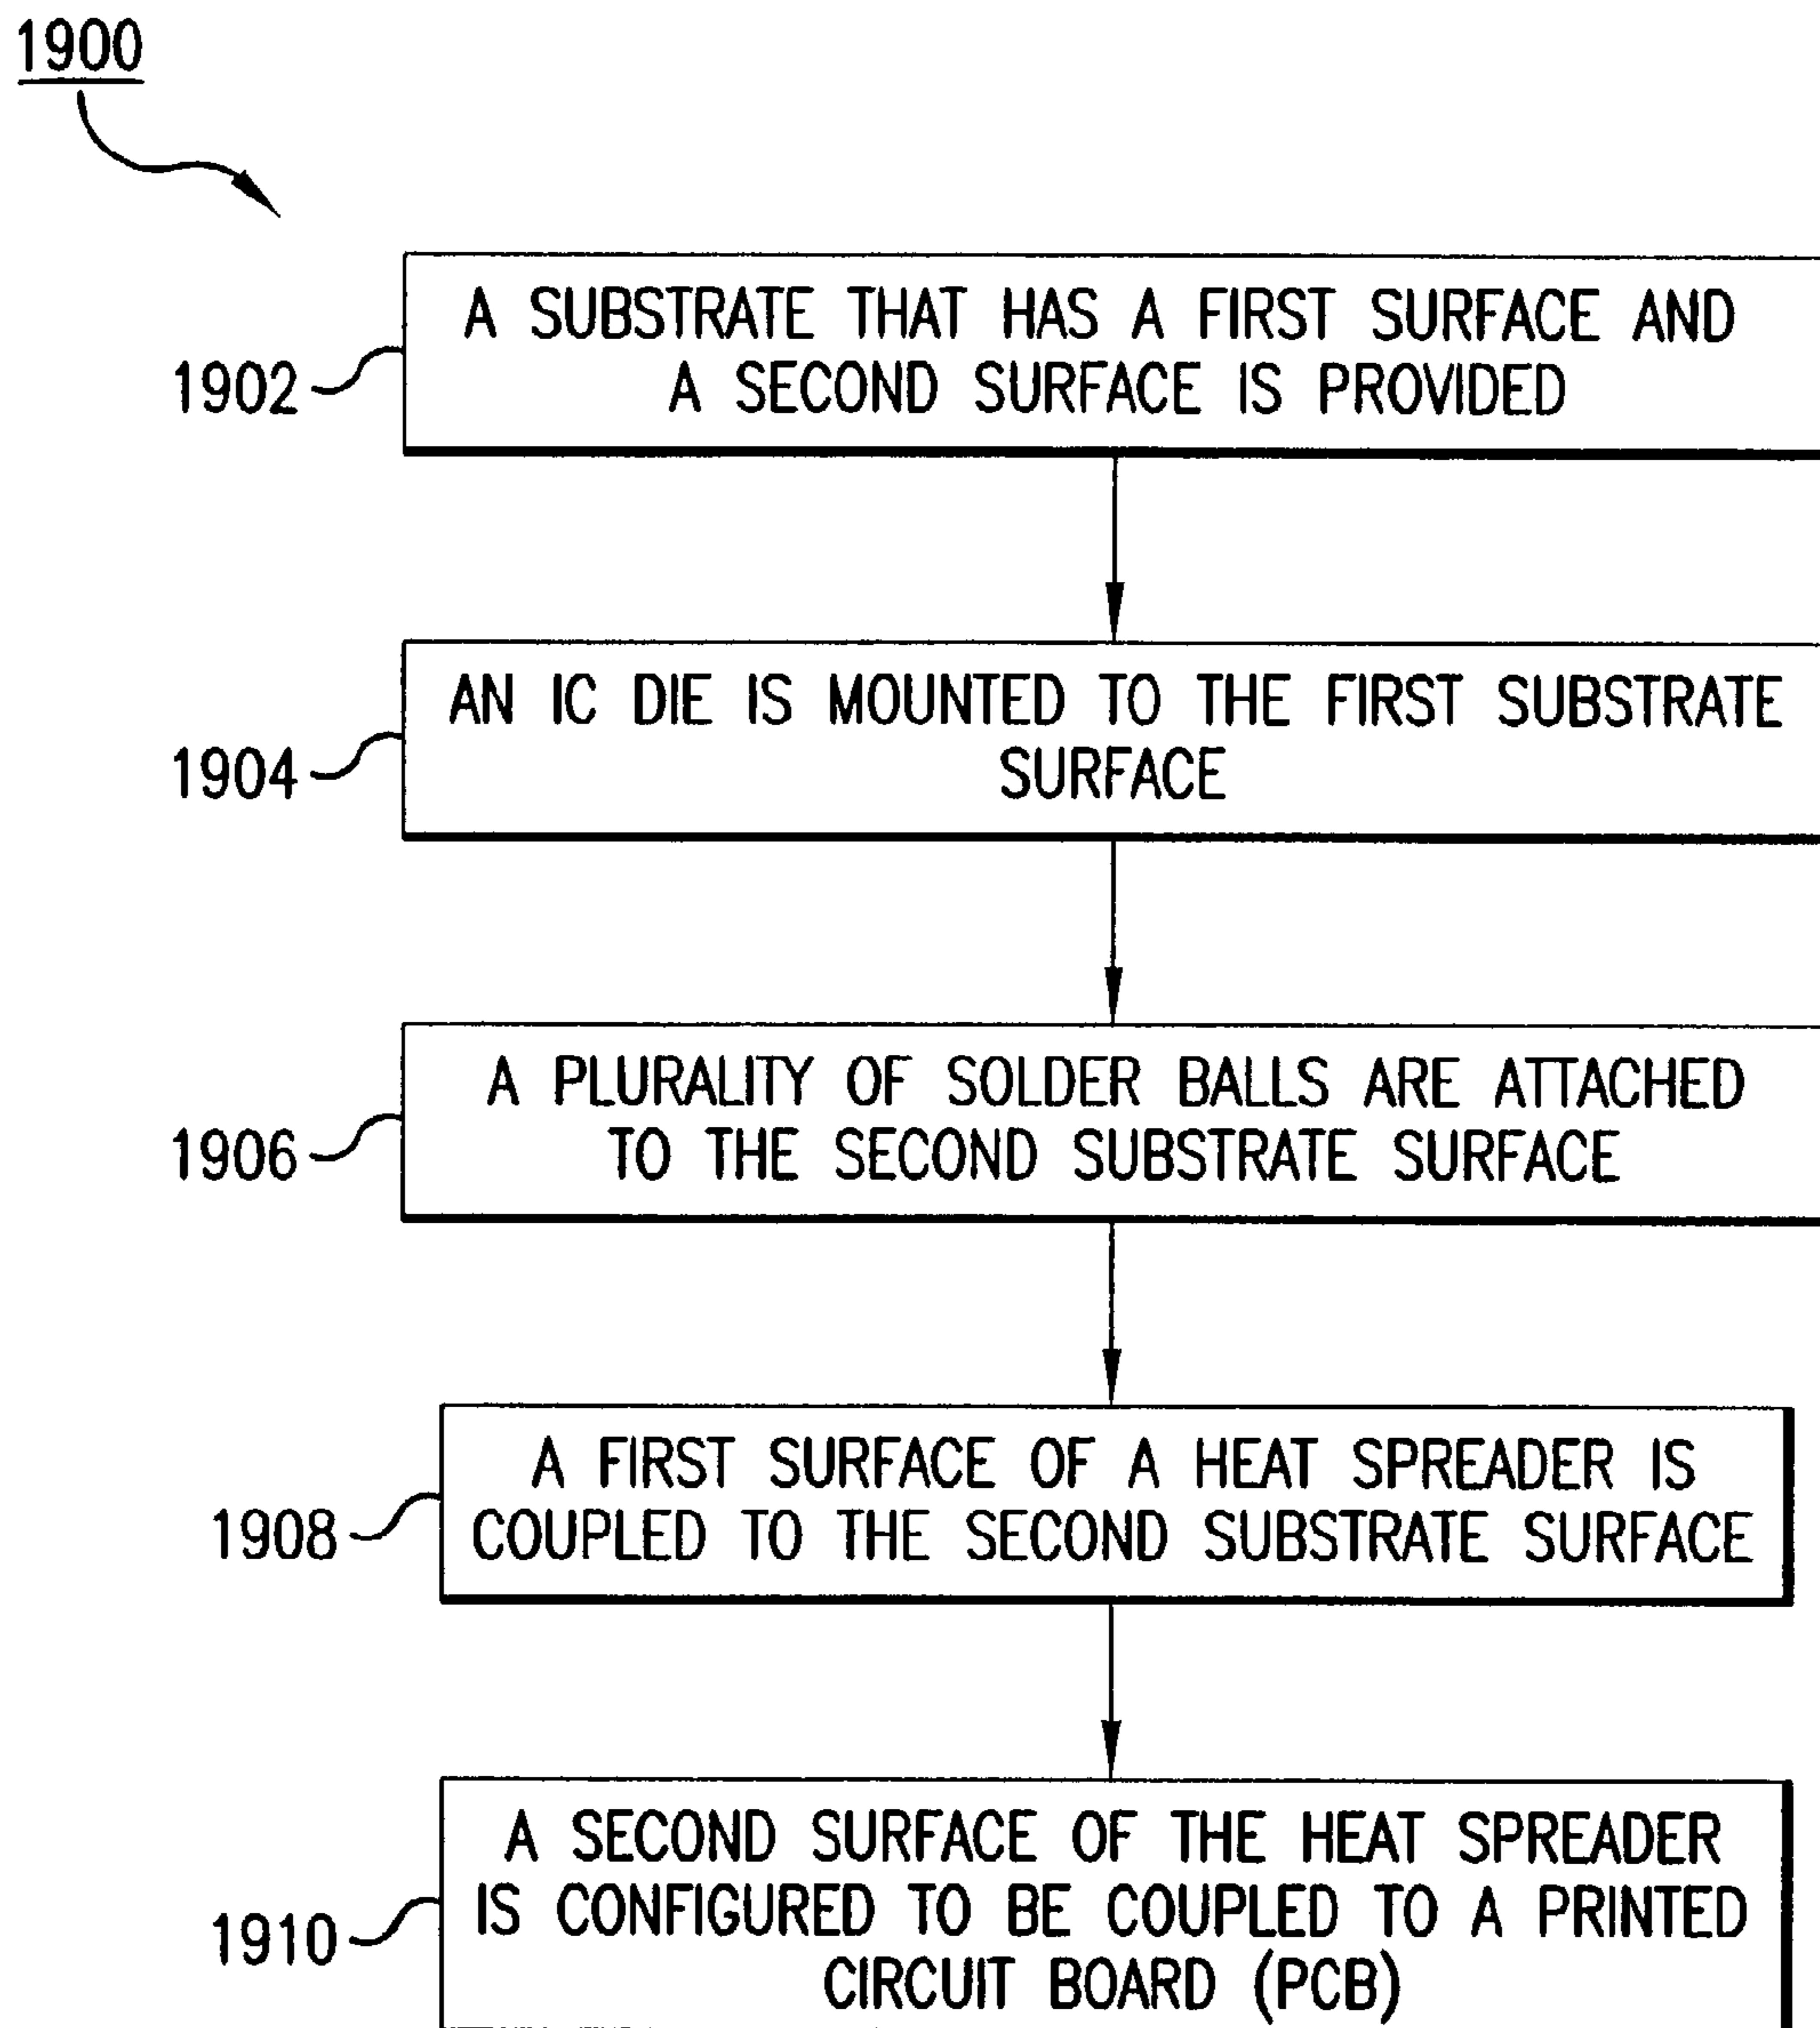 1900
A SUBSTRATE THAT HAS A FIRST SURFACE AND
A SECOND SURFACE IS PROVIDED
1902
AN IC DIE IS MOUNTED TO THE FIRST SUBSTRATE
SURFACE
1904
A PLURALITY OF SOLDER BALLS ARE ATTACHED
TO THE SECOND SUBSTRATE SURFACE
1906
A FIRST SURFACE OF A HEAT SPREADER IS
COUPLED TO THE SECOND SUBSTRATE SURFACE
1908
A SECOND SURFACE OF THE HEAT SPREADER
IS CONFIGURED TO BE COUPLED TO A PRINTED
CIRCUIT BOARD (PCB)
1910